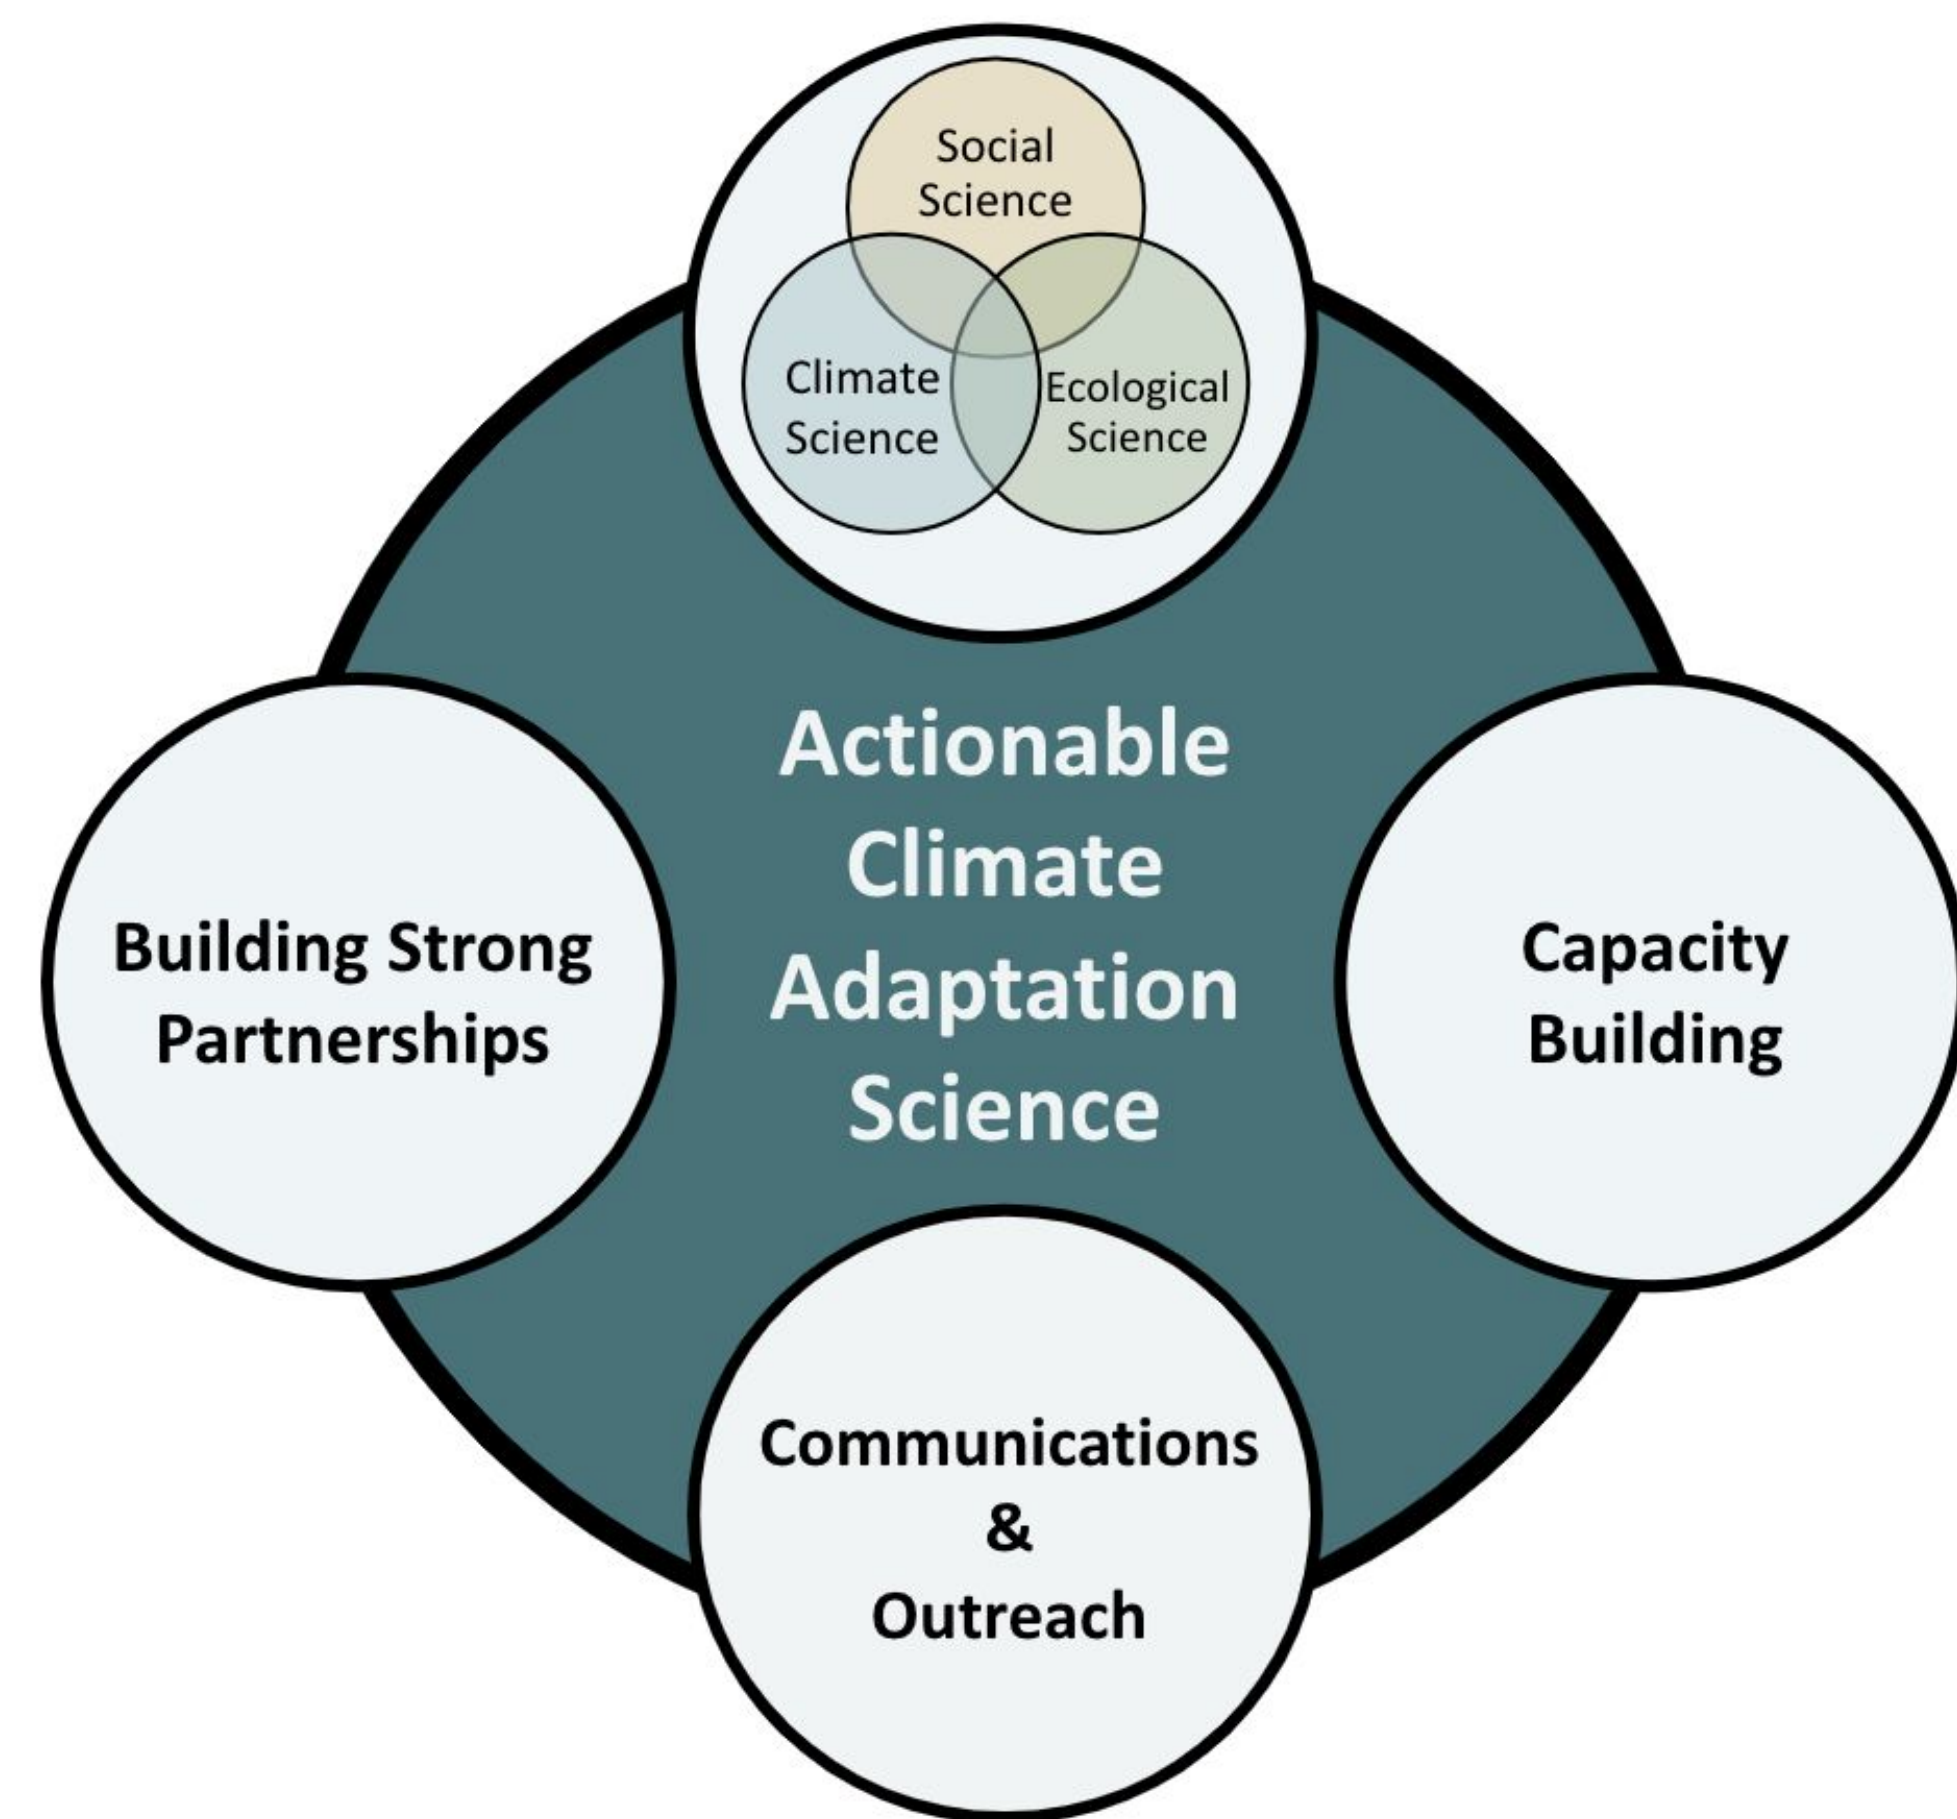 Social
Science
Climate
Science
Ecological
Science
Actionable
Climate
Adaptation
Science
Building Strong
Partnerships
Capacity
Building
Communications
&
Outreach